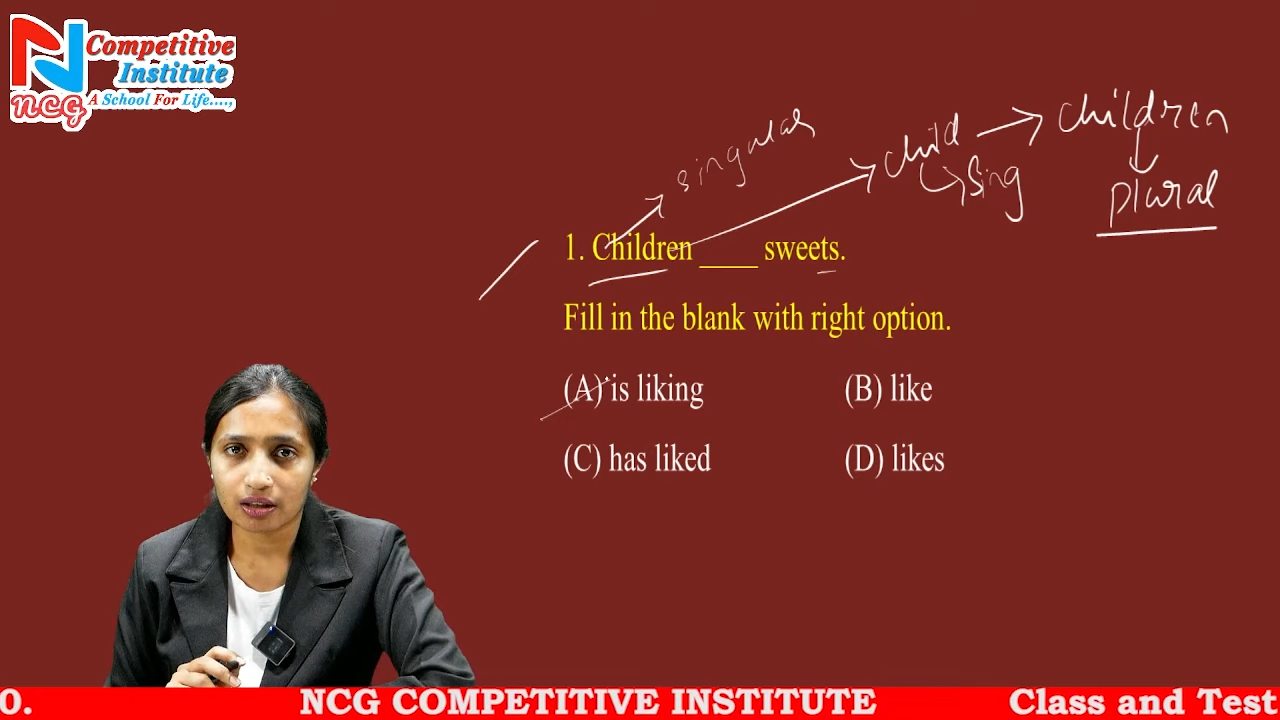 Competitive
Institute
NCG A School For Life....,
singular
child → children
↳ Sing
plural
1. Children ____ sweets.
Fill in the blank with right option.
(A) is liking (B) like
(C) has liked (D) likes
0. NCG COMPETITIVE INSTITUTE Class and Test